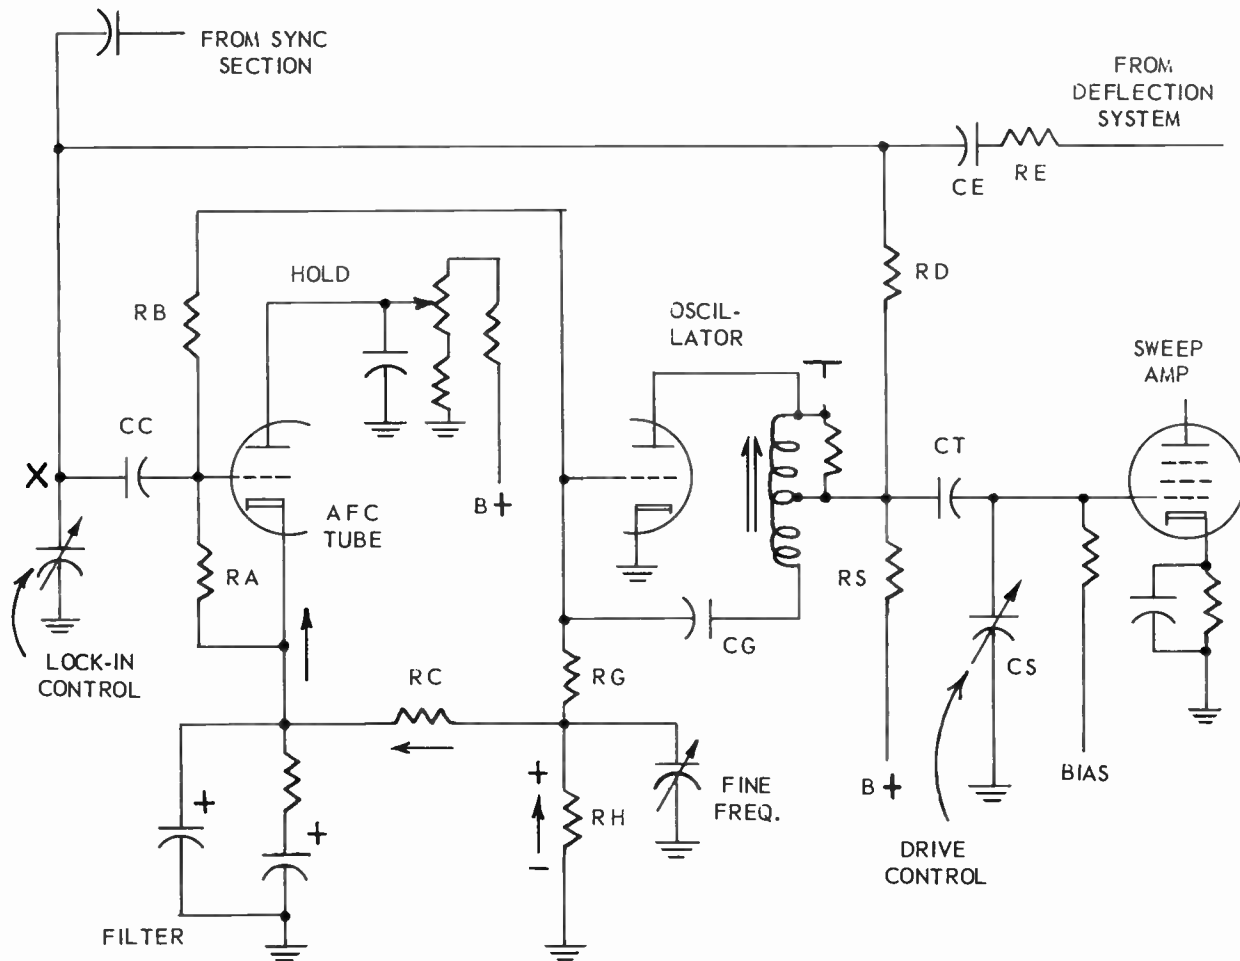 FROM SYNC
SECTION
FROM
DEFLECTION
SYSTEM
CE
RE
HOLD
RB
RD
OSCIL-
LATOR
SWEEP
AMP
CC
CT
X
B+
AFC
TUBE
RA
RS
LOCK-IN
CONTROL
CG
CS
RC
RG
+
FINE
FREQ.
B+
BIAS
+
RH
+
-
DRIVE
CONTROL
FILTER